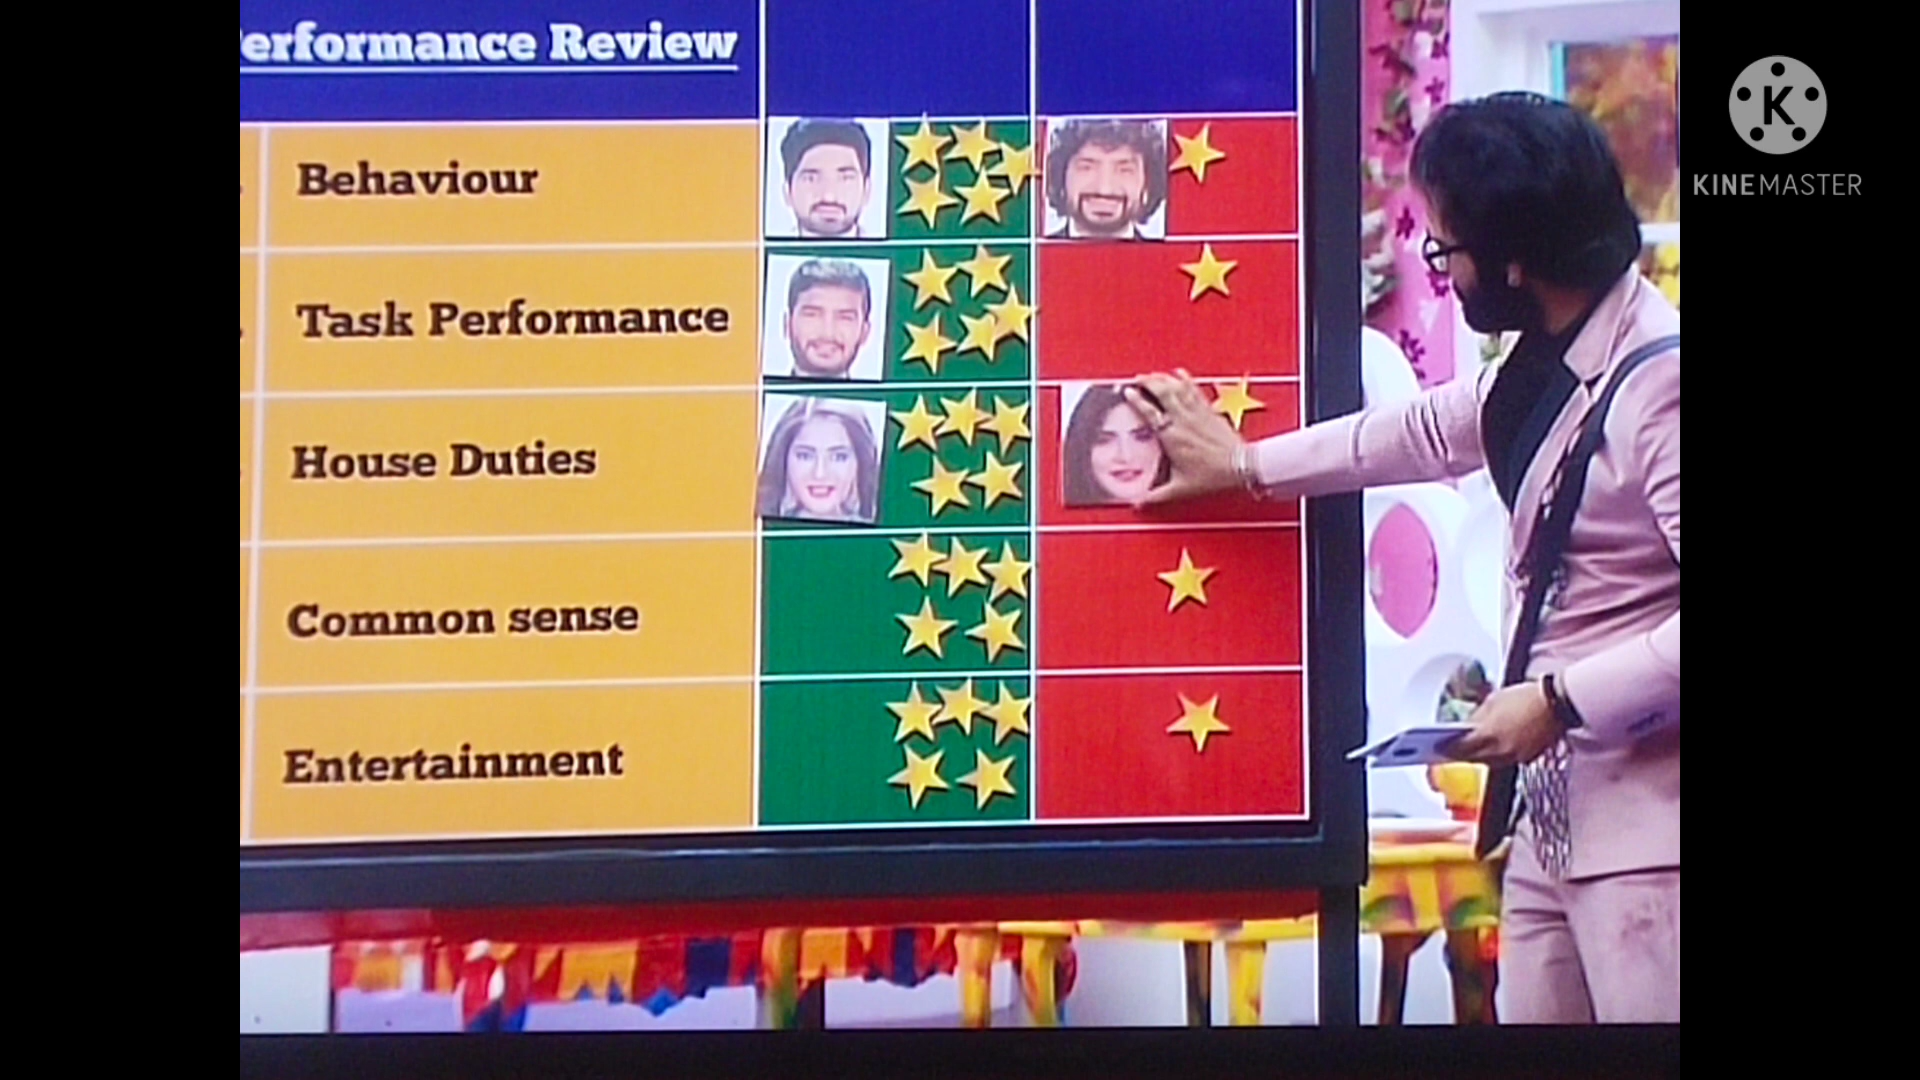 erformance Review
Behaviour
Task Performance
House Duties
Common sense
Entertainment
K
KINEMASTER